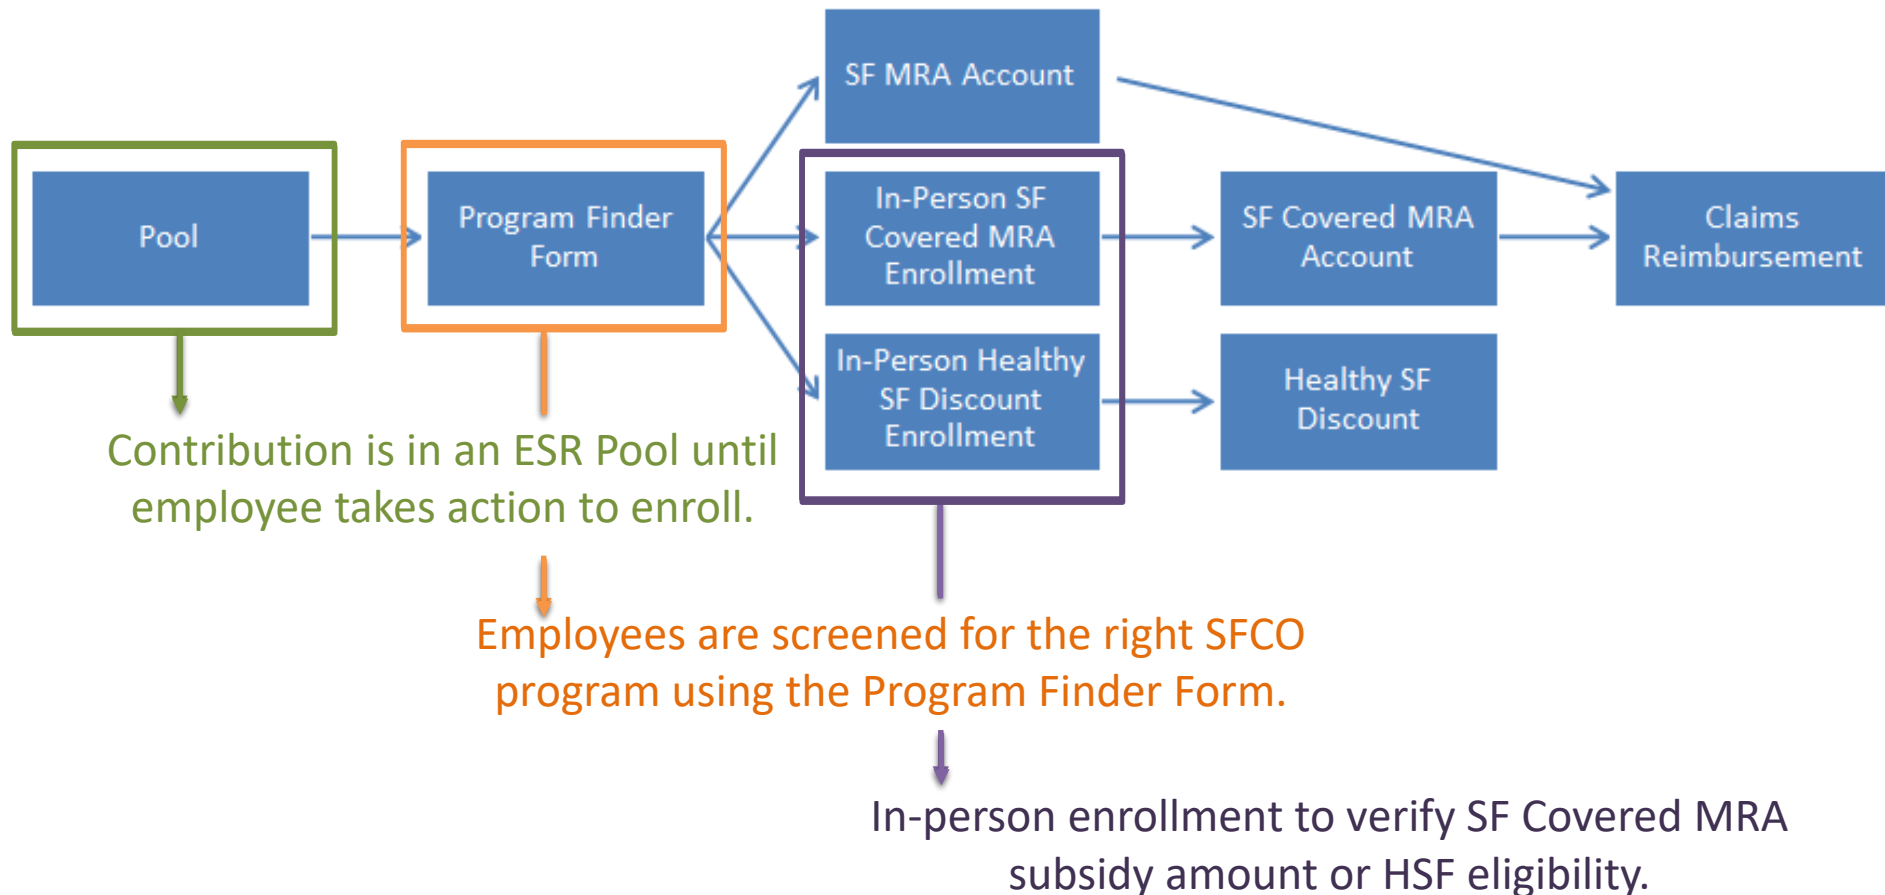 SF MRA Account
Pool
Program Finder
Form
In-Person SF
Covered MRA
Enrollment
SF Covered MRA
Account
Claims
Reimbursement
In-Person Healthy
SF Discount
Enrollment
Healthy SF
Discount
Contribution is in an ESR Pool until
employee takes action to enroll.
Employees are screened for the right SFCO
program using the Program Finder Form.
In-person enrollment to verify SF Covered MRA
subsidy amount or HSF eligibility.